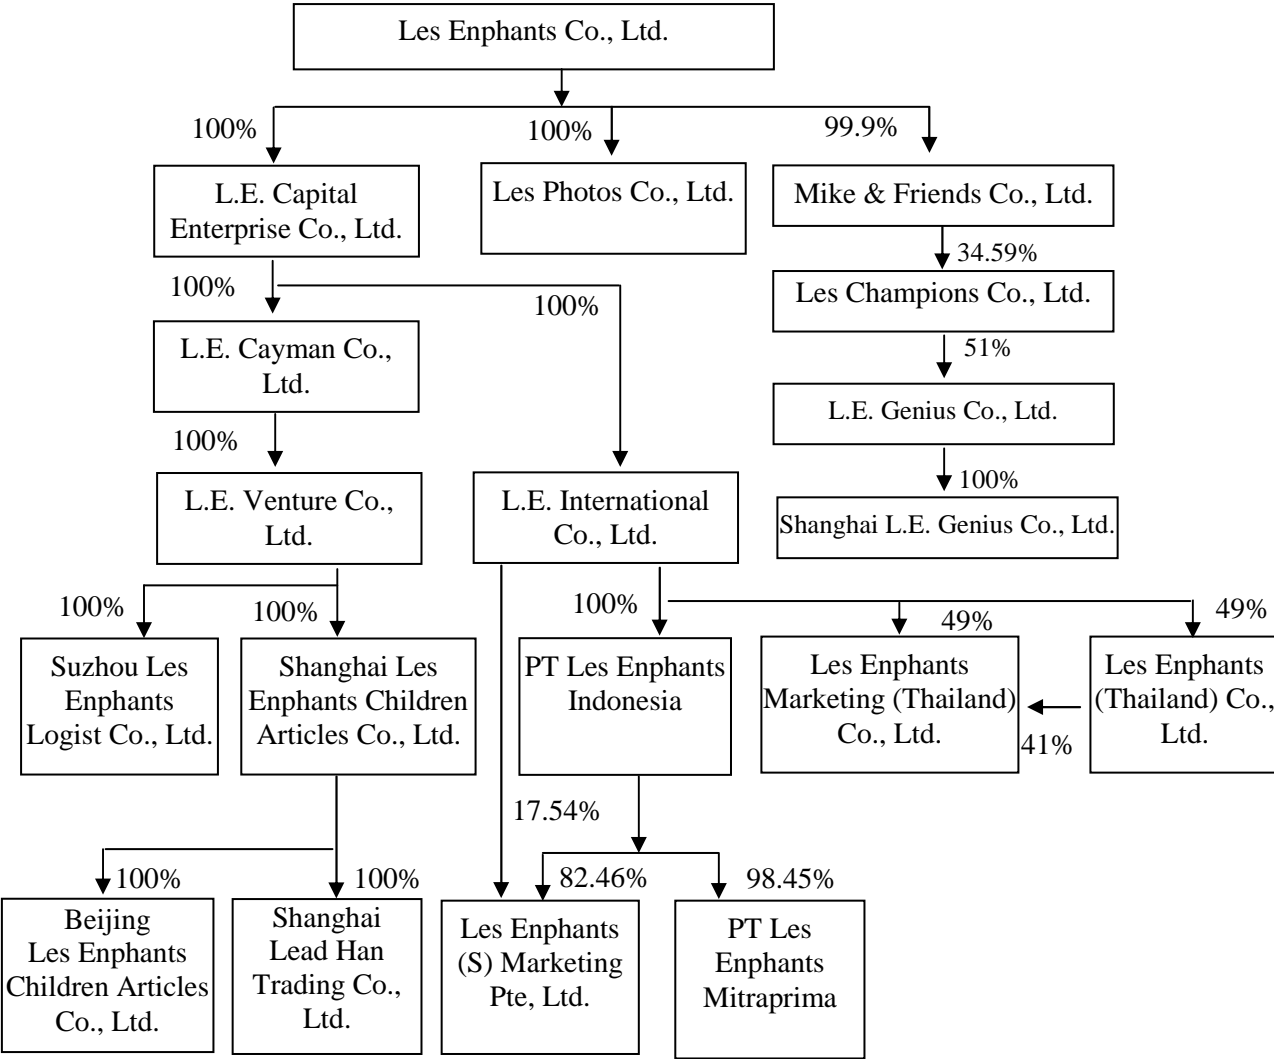 Les Enphants Co., Ltd.
100%
100%
99.9%
L.E. Capital
Enterprise Co., Ltd.
Les Photos Co., Ltd.
Mike & Friends Co., Ltd.
34.59%
100%
100%
Les Champions Co., Ltd.
L.E. Cayman Co.,
Ltd.
51%
L.E. Genius Co., Ltd.
100%
100%
L.E. Venture Co.,
Ltd.
L.E. International
Co., Ltd.
Shanghai L.E. Genius Co., Ltd.
100%
100%
100%
49%
49%
Suzhou Les
Enphants
Logist Co., Ltd.
Shanghai Les
Enphants Children
Articles Co., Ltd.
PT Les Enphants
Indonesia
Les Enphants
Marketing (Thailand)
Co., Ltd.
41%
Les Enphants
(Thailand) Co.,
Ltd.
17.54%
100%
100%
82.46%
98.45%
Beijing
Les Enphants
Children Articles
Co., Ltd.
Shanghai
Lead Han
Trading Co.,
Ltd.
Les Enphants
(S) Marketing
Pte, Ltd.
PT Les
Enphants
Mitraprima